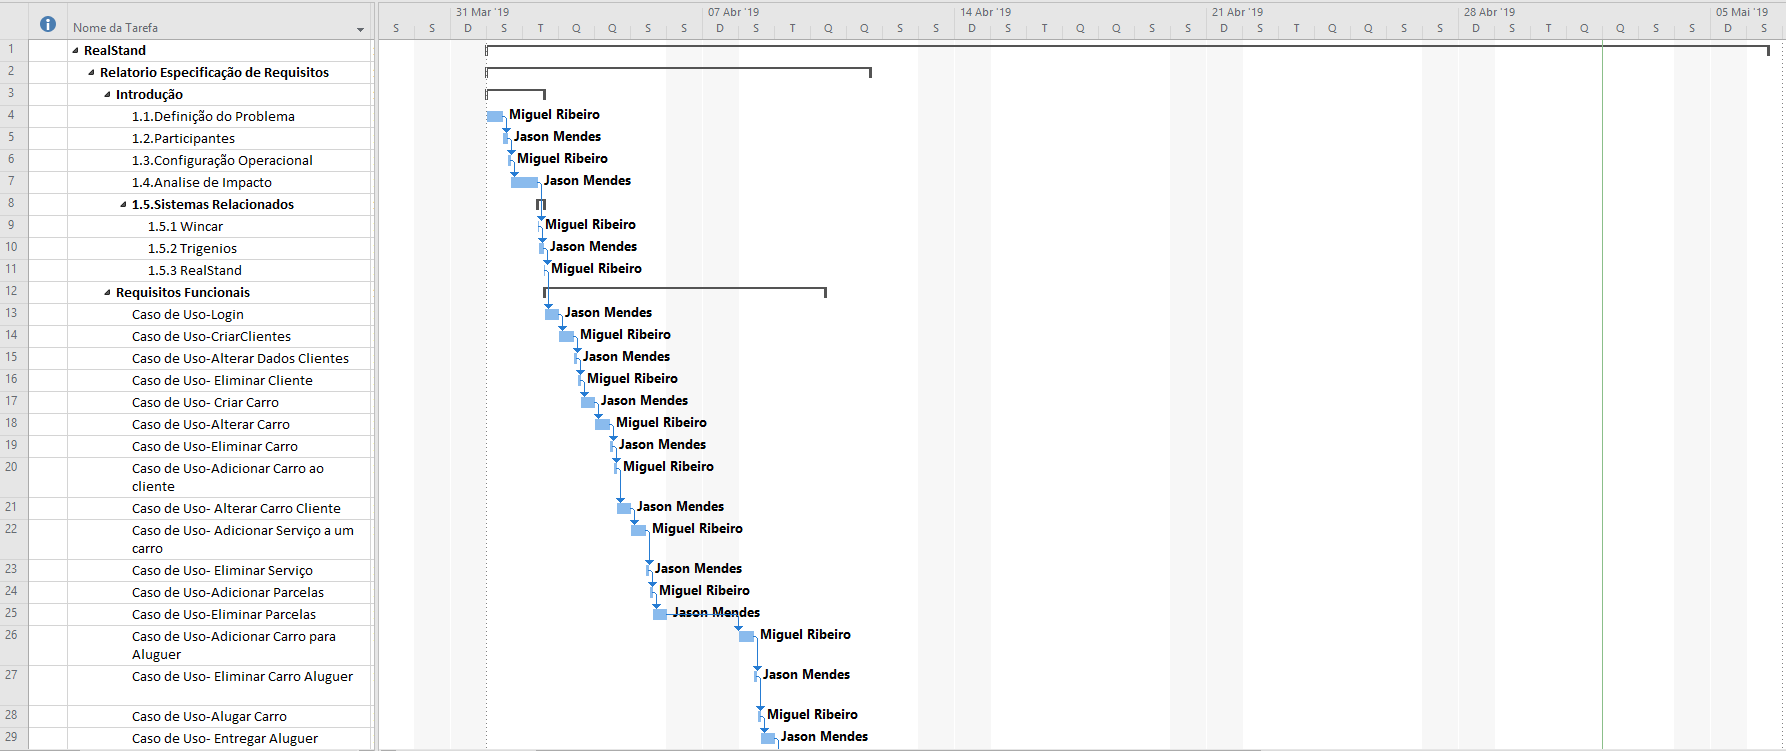 31 Mar '19 07 Abr '19 14 Abr '19 21 Abr '19 28 Abr '19 05 Mai '19
Nome da Tarefa S S D S T Q Q S S D S T Q Q S S D S T Q Q S S D S T Q Q S S D S T Q Q S S D S
1 RealStand
2 Relatorio Especificação de Requisitos
3 Introdução
4 1.1.Definição do Problema Miguel Ribeiro
5 1.2.Participantes Jason Mendes
6 1.3.Configuração Operacional Miguel Ribeiro
7 1.4.Analise de Impacto Jason Mendes
8 1.5.Sistemas Relacionados
9 1.5.1 Wincar Miguel Ribeiro
10 1.5.2 Trigenios Jason Mendes
11 1.5.3 RealStand Miguel Ribeiro
12 Requisitos Funcionais
13 Caso de Uso-Login Jason Mendes
14 Caso de Uso-CriarClientes Miguel Ribeiro
15 Caso de Uso-Alterar Dados Clientes Jason Mendes
16 Caso de Uso- Eliminar Cliente Miguel Ribeiro
17 Caso de Uso- Criar Carro Jason Mendes
18 Caso de Uso-Alterar Carro Miguel Ribeiro
19 Caso de Uso-Eliminar Carro Jason Mendes
20 Caso de Uso-Adicionar Carro ao Miguel Ribeiro
cliente
21 Caso de Uso- Alterar Carro Cliente Jason Mendes
22 Caso de Uso- Adicionar Serviço a um Miguel Ribeiro
carro
23 Caso de Uso- Eliminar Serviço Jason Mendes
24 Caso de Uso-Adicionar Parcelas Miguel Ribeiro
25 Caso de Uso-Eliminar Parcelas Jason Mendes
26 Caso de Uso-Adicionar Carro para Miguel Ribeiro
Aluguer
27 Caso de Uso- Eliminar Carro Aluguer Jason Mendes
28 Caso de Uso-Alugar Carro Miguel Ribeiro
29 Caso de Uso- Entregar Aluguer Jason Mendes